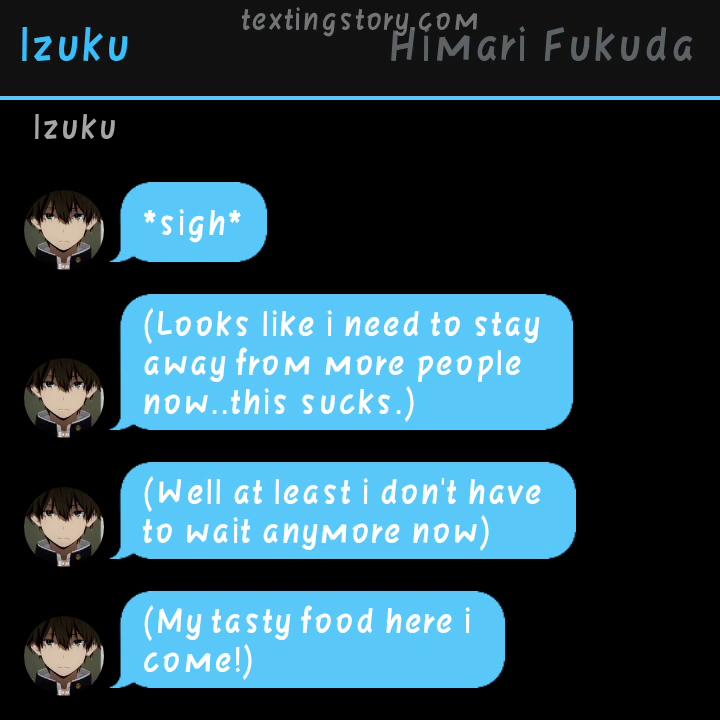 textingstory.com
Izuku
Himari Fukuda
Izuku
*sigh*
(Looks like i need to stay
away from more people
now..this sucks.)
(Well at least i don't have
to wait anymore now)
(My tasty food here i
come!)